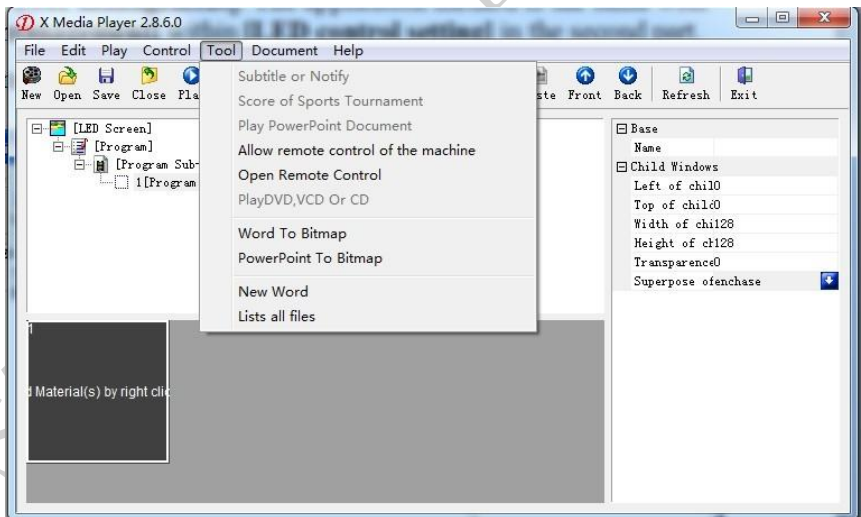 X Media Player 2.8.6.0
File Edit Play Control Tool Document Help
New Open Save Close Front Back Refresh Exit
Subtitle or Notify
Score of Sports Tournament
Play PowerPoint Document
Allow remote control of the machine
Open Remote Control
PlayDVD,VCD Or CD
Word To Bitmap
PowerPoint To Bitmap
New Word
Lists all files
[LED Screen]
[Program]
[Program Sub-
1[Program
Base
Name
Child Windows
Left of chil0
Top of chil0
Width of chi128
Height of ch128
Transparence0
Superpose ofenchase
1
Material(s) by right clic